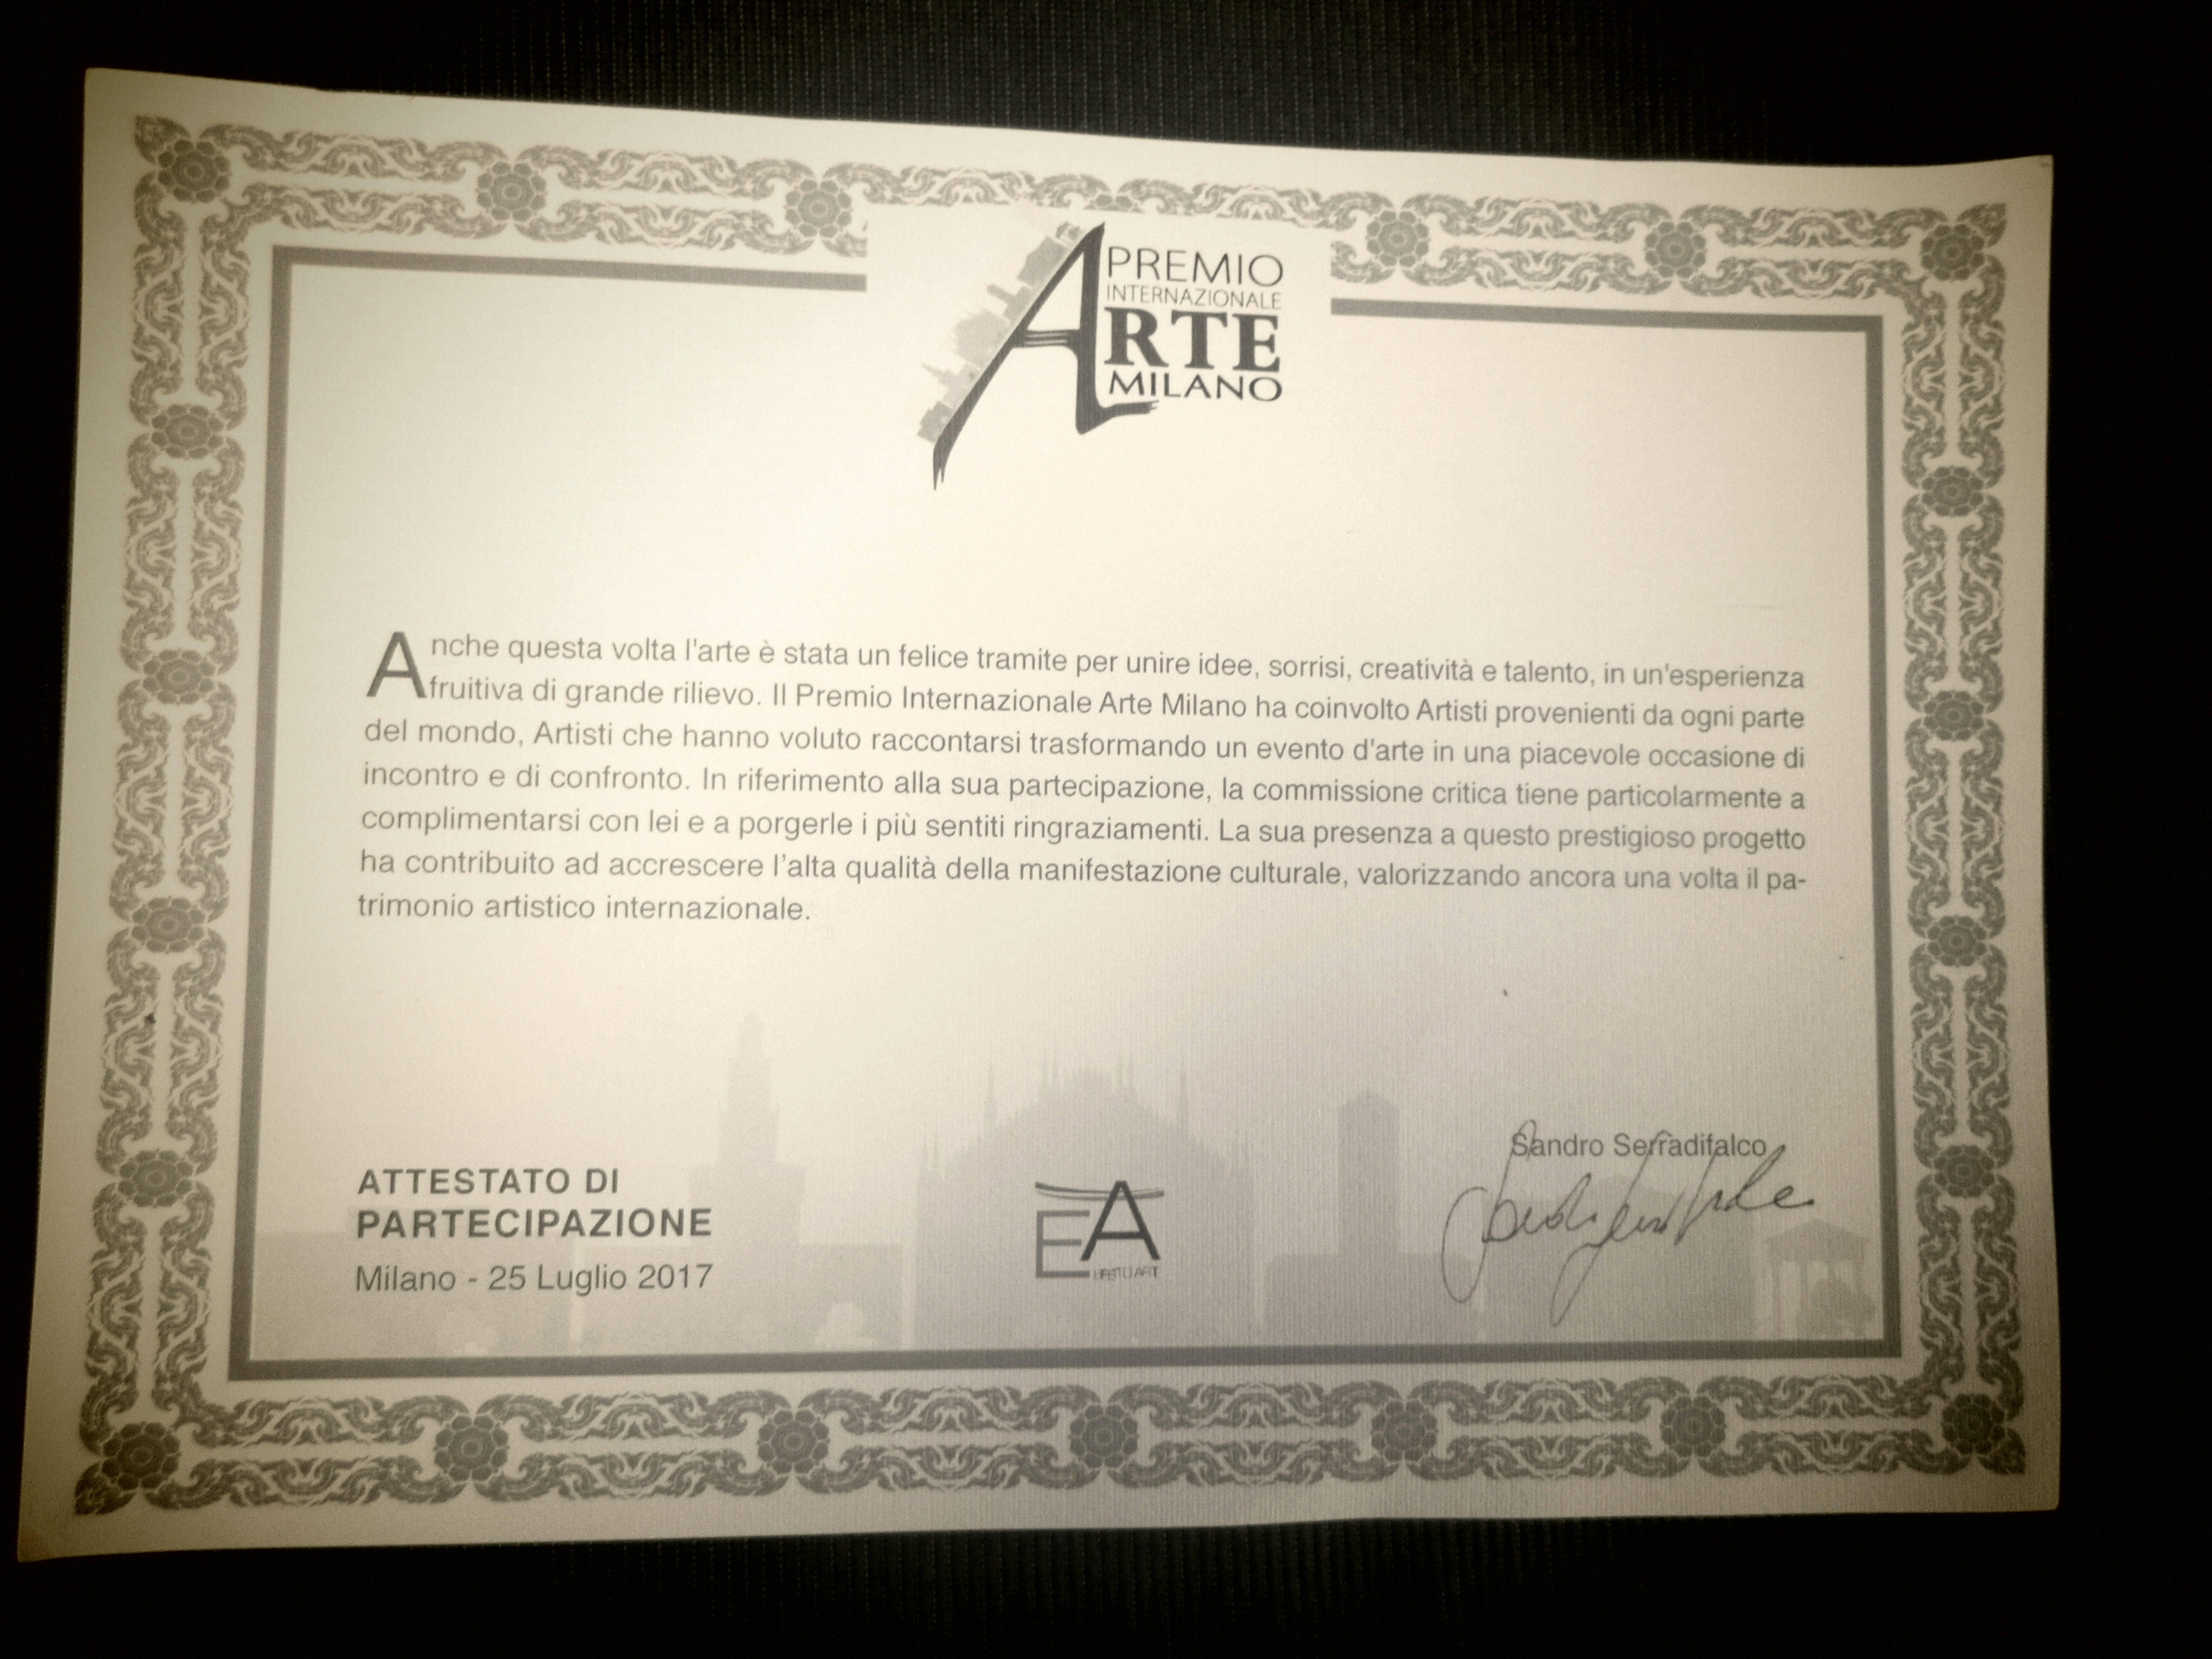 PREMIO
INTERNAZIONALE
ARTE
MILANO
Anche questa volta l'arte è stata un felice tramite per unire idee, sorrisi, creatività e talento, in un'esperienza
fruitiva di grande rilievo. Il Premio Internazionale Arte Milano ha coinvolto Artisti provenienti da ogni parte
del mondo, Artisti che hanno voluto raccontarsi trasformando un evento d'arte in una piacevole occasione di
incontro e di confronto. In riferimento alla sua partecipazione, la commissione critica tiene particolarmente a
complimentarsi con lei e a porgerle i più sentiti ringraziamenti. La sua presenza a questo prestigioso progetto
ha contribuito ad accrescere l’alta qualità della manifestazione culturale, valorizzando ancora una volta il pa-
trimonio artistico internazionale.
ATTESTATO DI
PARTECIPAZIONE
Milano - 25 Luglio 2017
EA
EFFETTO ARTE
Sandro Serradifalco